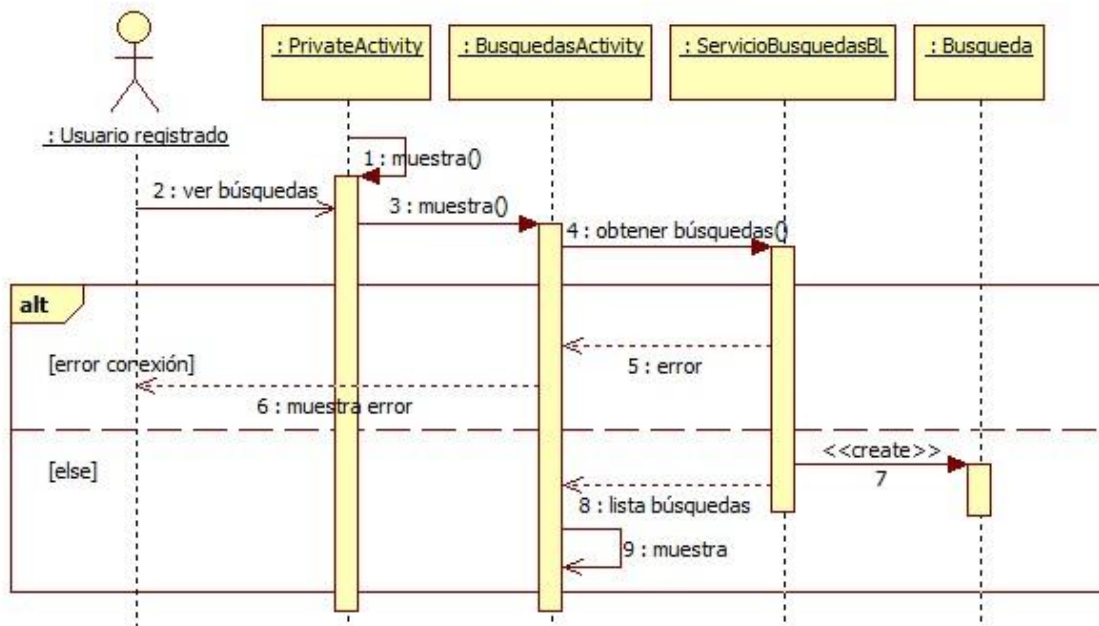 : PrivateActivity
: BusquedasActivity
: ServicioBusquedasBL
: Busqueda
: Usuario registrado
1 : muestra()
2 : ver búsquedas
3 : muestra()
4 : obtener búsquedas()
alt
[error conexión]
5 : error
6 : muestra error
[else]
<<create>>
7
8 : lista búsquedas
9 : muestra